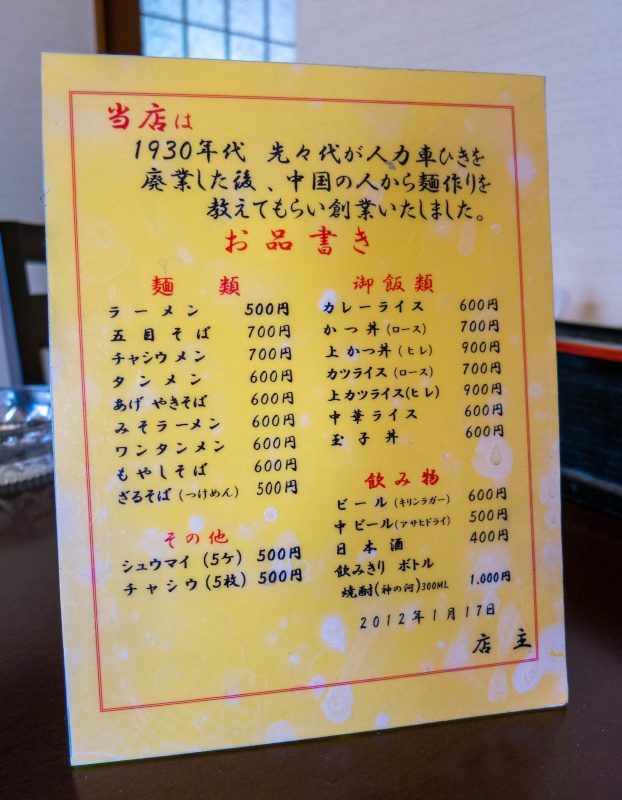 当店は
1930年代 先々代が人力車ひきを
廃業した後、中国の人から麺作りを
教えてもらい創業いたしました。
お品書き
麺類
ラーメン 500円
五目そば 700円
チャシウメン 700円
タンメン 600円
あげやきそば 600円
みそラーメン 600円
ワンタンメン 600円
もやしそば 600円
ざるそば(つけめん) 500円
その他
シュウマイ(5ケ) 500円
チャシウ(5枚) 500円
御飯類
カレーライス 600円
かつ丼(ロース) 700円
上かつ丼(ヒレ) 900円
カツライス(ロース) 700円
上カツライス(ヒレ) 900円
中華ライス 600円
玉子丼 600円
飲み物
ビール(キリンラガー) 600円
中ビール(アサヒドライ) 500円
日本酒 400円
飲みきり ボトル
焼酎(神の河)300ML 1,000円
2012年1月17日
店主